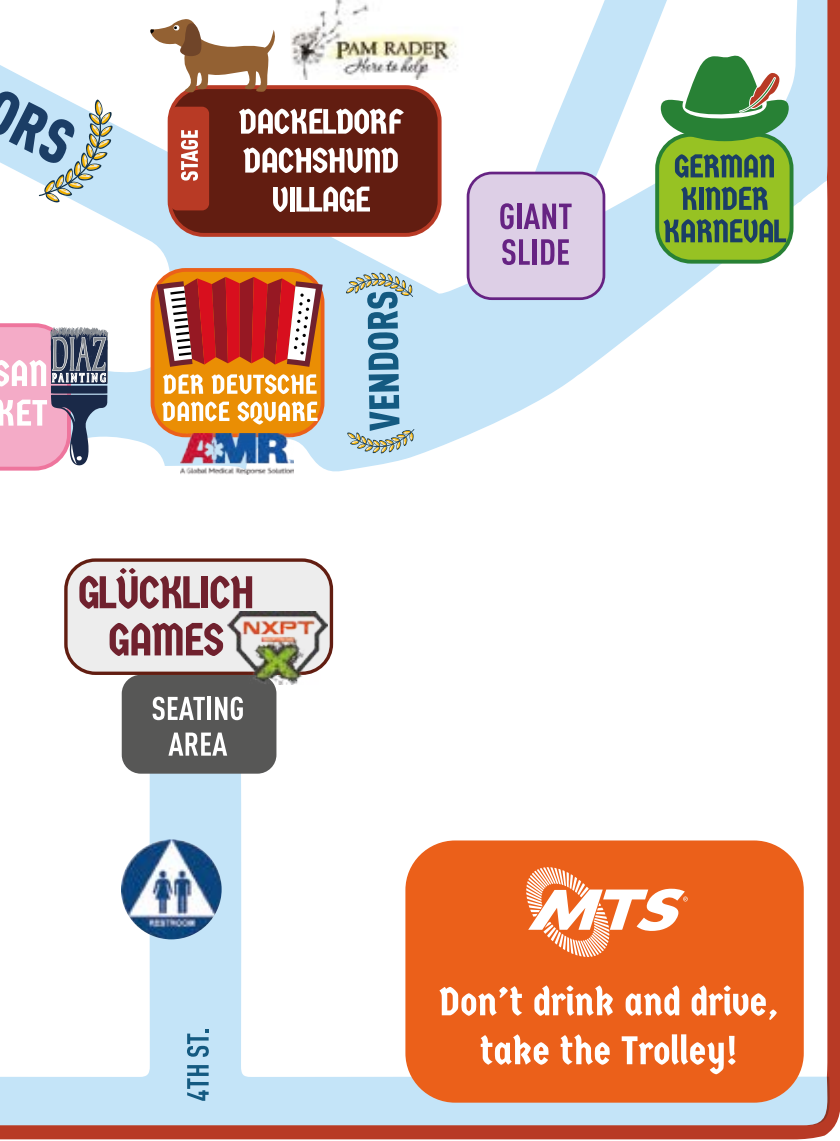 PAM RADER
Here to help
ORS
STAGE
DACKELDORF
DACHSHUND
VILLAGE
GERMAN
KINDER
KARNEVAL
GIANT
SLIDE
VENDORS
DIAZ
PAINTING
SAN
KET
DER DEUTSCHE
DANCE SQUARE
AMR
A Global Medical Response Solution
GLÜCKLICH
GAMES
NXPT
X
SEATING
AREA
RESTROOM
4TH ST.
MTS
Don't drink and drive,
take the Trolley!